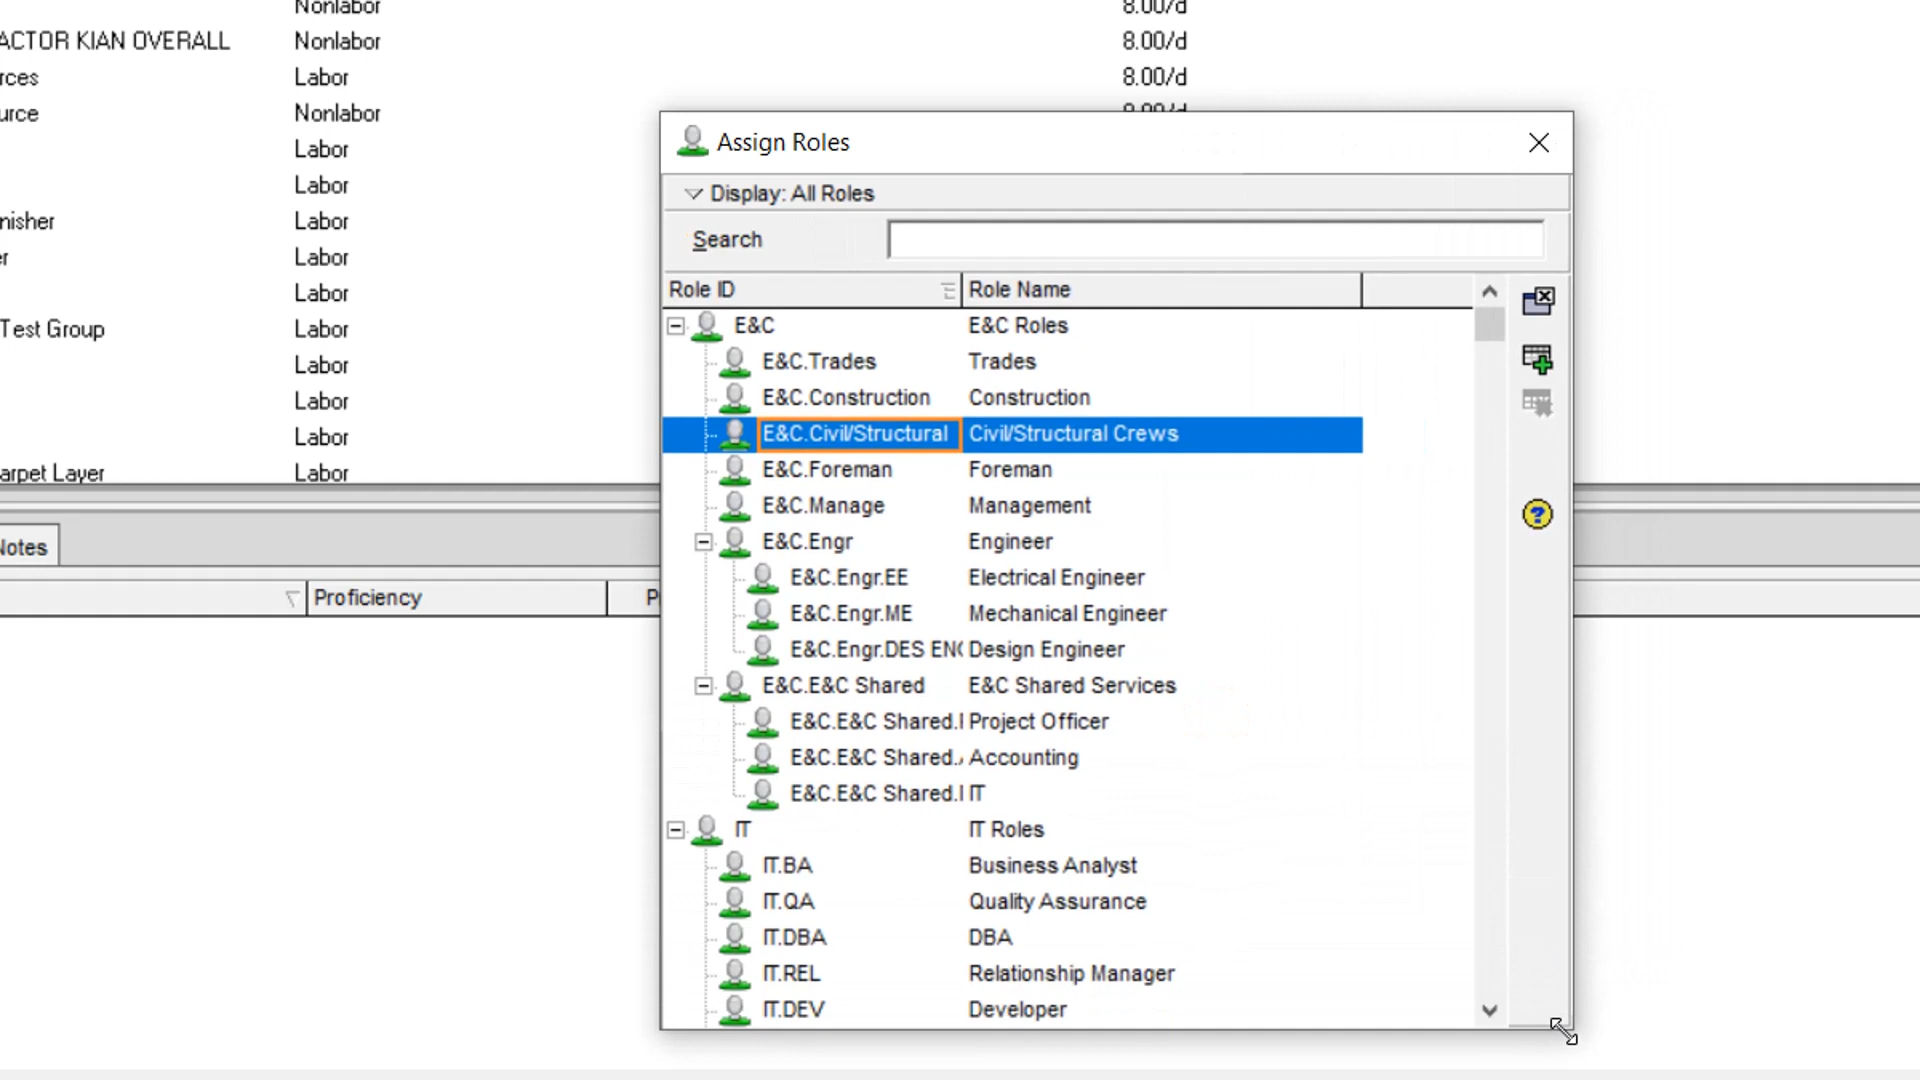 Nonlabor 8.00/d
ACTOR KIAN OVERALL Nonlabor 8.00/d
rces Labor 8.00/d
urce Nonlabor 8.00/d
Labor
Labor
nisher Labor
er Labor
Labor
Test Group Labor
Labor
Labor
Labor
arpet Layer Labor
Notes
Proficiency
Assign Roles
Display: All Roles
Search
Role ID Role Name
E&C E&C Roles
E&C.Trades Trades
E&C.Construction Construction
E&C.Civil/Structural Civil/Structural Crews
E&C.Foreman Foreman
E&C.Manage Management
E&C.Engr Engineer
E&C.Engr.EE Electrical Engineer
E&C.Engr.ME Mechanical Engineer
E&C.Engr.DES ENG Design Engineer
E&C.E&C Shared E&C Shared Services
E&C.E&C Shared. Project Officer
E&C.E&C Shared. Accounting
E&C.E&C Shared. IT
IT IT Roles
IT.BA Business Analyst
IT.QA Quality Assurance
IT.DBA DBA
IT.REL Relationship Manager
IT.DEV Developer